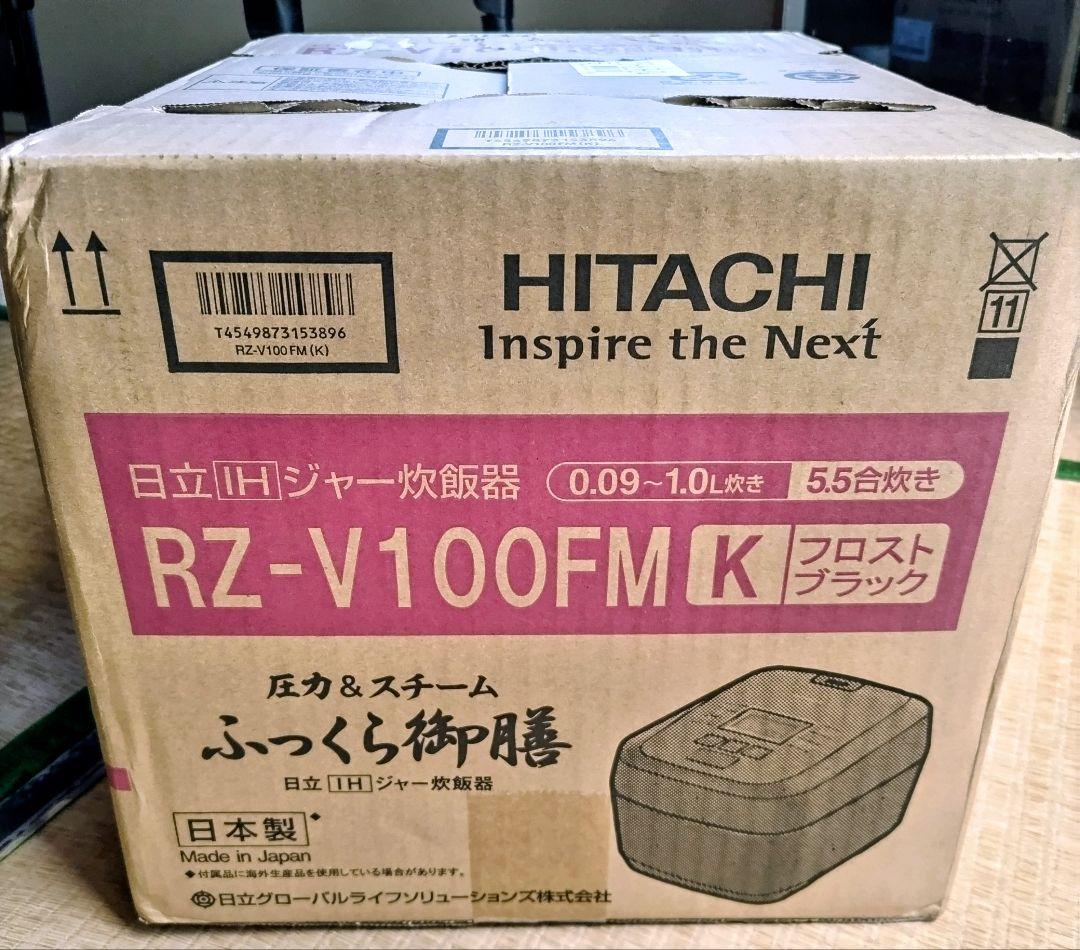 T4549873153896
RZ-V100FM(K)
T4549873153896
RZ-V100FM(K)
HITACHI
Inspire the Next
11
日立IHジャー炊飯器
0.09~1.0L炊き
5.5合炊き
RZ-V100FM
K
フロスト
ブラック
圧力&スチーム
ふっくら御膳
日立IHジャー炊飯器
日本製◆
Made in Japan
◆付属品に海外生産品を使用している場合があります。
日立グローバルライフソリューションズ株式会社